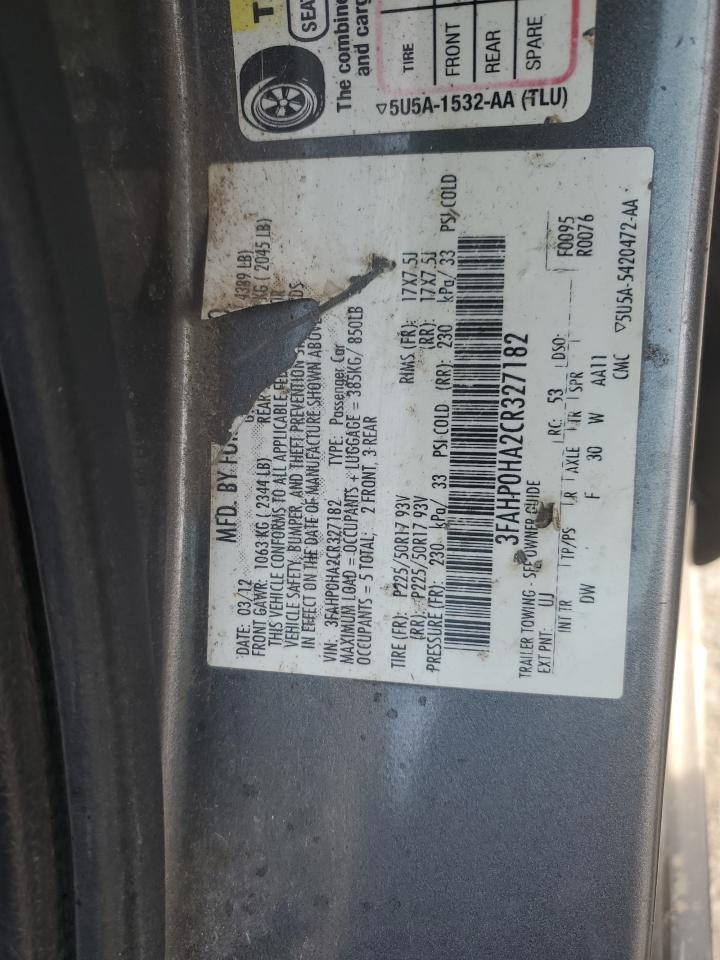 SEAT
The combine
and carg
TIRE
FRONT
REAR
SPARE
▽5U5A-1532-AA (TLU)
MFD. BY FO
DATE: 03/12
4389 LB)
FRONT GAWR: 1063 KG ( 2344 LB) REAR KG ( 2045 LB)
THIS VEHICLE CONFORMS TO ALL APPLICABLE FED
VEHICLE SAFETY, BUMPER, AND THEFT PREVENTION S DS
IN EFFECT ON THE DATE OF MANUFACTURE SHOWN ABOV
VIN: 3FAHP0HA2CR327182 TYPE: Passenger Car
MAXIMUM LOAD = OCCUPANTS + LUGGAGE = 385KG/ 850LB
OCCUPANTS = 5 TOTAL; 2 FRONT, 3 REAR
TIRE (FR): P225/50R17 93V RIMS (FR): 17X7.5J
(RR): P225/50R17 93V (RR): 17X7.5J
PRESSURE (FR): 230 kPa/ 33 PSI COLD (RR): 230 kPa/ 33 PSI COLD
3FAHP0HA2CR327182
TRAILER TOWING - SEE OWNER GUIDE
EXT PNT: UJ RC: 53 DSO: F0095
R0076
INT TR TP/PS R AXLE TR SPR
DW F 30 W AA11
CMC ▽5U5A-5420472-AA